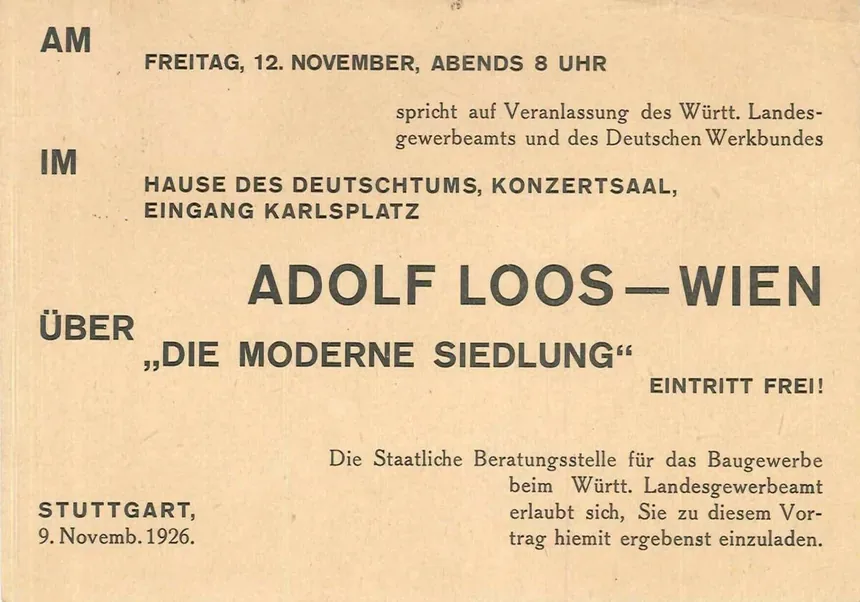 AM
FREITAG, 12. NOVEMBER, ABENDS 8 UHR
spricht auf Veranlassung des Württ. Landes-
gewerbeamts und des Deutschen Werkbundes
IM
HAUSE DES DEUTSCHTUMS, KONZERTSAAL,
EINGANG KARLSPLATZ
ADOLF LOOS — WIEN
ÜBER
„DIE MODERNE SIEDLUNG“
EINTRITT FREI!
Die Staatliche Beratungsstelle für das Baugewerbe
beim Württ. Landesgewerbeamt
erlaubt sich, Sie zu diesem Vor-
trag hiemit ergebenst einzuladen.
STUTTGART,
9. Novemb. 1926.